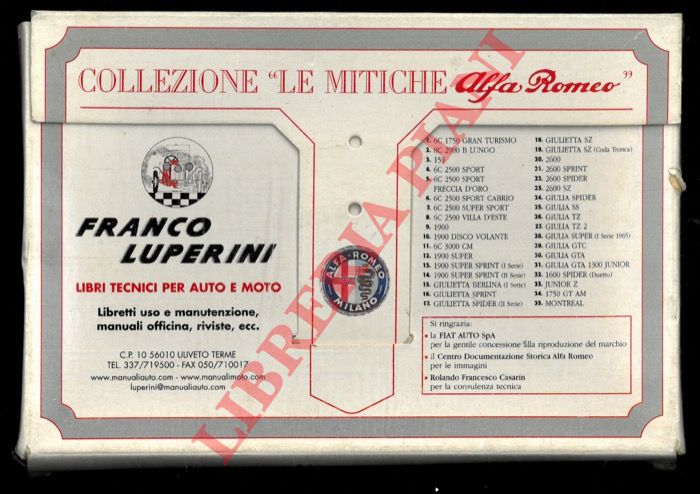 COLLEZIONE "LE MITICHE Alfa Romeo"
FRANCO
LUPERINI
LIBRI TECNICI PER AUTO E MOTO
Libretti uso e manutenzione,
manuali officina, riviste, ecc.
C.P. 10 56010 ULIVETO TERME
TEL. 337/719500 - FAX 050/710017
www.manualiauto.com - www.manualimoto.com
luperini@manualiauto.com
ALFA-ROMEO
MILANO
1. 6C 1750 GRAN TURISMO
2. 8C 2900 B LUNGO
3. 159
4. 6C 2500 SPORT
5. 6C 2500 SPORT
FRECCIA D'ORO
6. 6C 2500 SPORT CABRIO
7. 6C 2500 SUPER SPORT
8. 6C 2500 VILLA D'ESTE
9. 1900
10. 1900 DISCO VOLANTE
11. 6C 3000 CM
12. 1900 SUPER
13. 1900 SUPER SPRINT (I Serie)
14. 1900 SUPER SPRINT (II Serie)
15. GIULIETTA BERLINA (I Serie)
16. GIULIETTA SPRINT
17. GIULIETTA SPIDER (II Serie)
18. GIULIETTA SZ
19. GIULIETTA SZ (Coda Tronca)
20. 2600
21. 2600 SPRINT
22. 2600 SPIDER
23. 2600 SZ
24. GIULIA SPIDER
25. GIULIA SS
26. GIULIA TZ
27. GIULIA TZ 2
28. GIULIA SUPER (I Serie 1965)
29. GIULIA GTC
30. GIULIA GTA
31. GIULIA GTA 1300 JUNIOR
32. 1600 SPIDER (Duetto)
33. JUNIOR Z
34. 1750 GT AM
35. MONTREAL
Si ringrazia:
• la FIAT AUTO SpA
per la gentile concessione alla riproduzione del marchio
• il Centro Documentazione Storica Alfa Romeo
per le immagini
• Rolando Francesco Casarin
per la consulenza tecnica
LIBRERIA PIANI